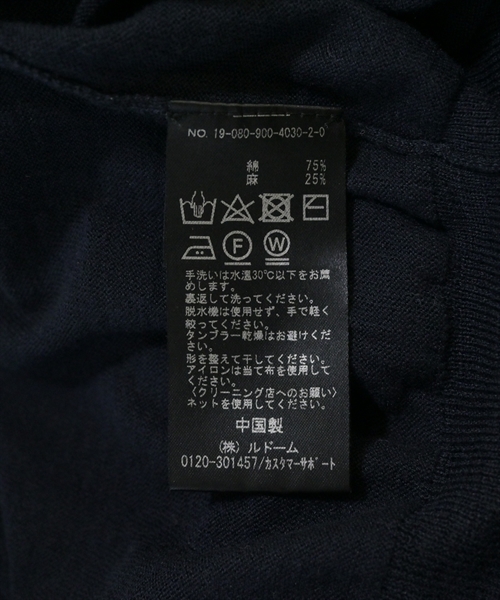 NO. 19-080-900-4030-2-0
綿 75%
麻 25%
F W
手洗いは水温30℃以下をお薦
めします。
裏返して洗ってください。
脱水機は使用せず、手で軽く
絞ってください。
タンブラー乾燥はお避けくださ
い。
形を整えて干してください。
アイロンは当て布を使用して
ください。
〈クリーニング店へのお願い〉
ネットを使用してください。
中国製
(株) ルドーム
0120-301457/カスタマーサポート